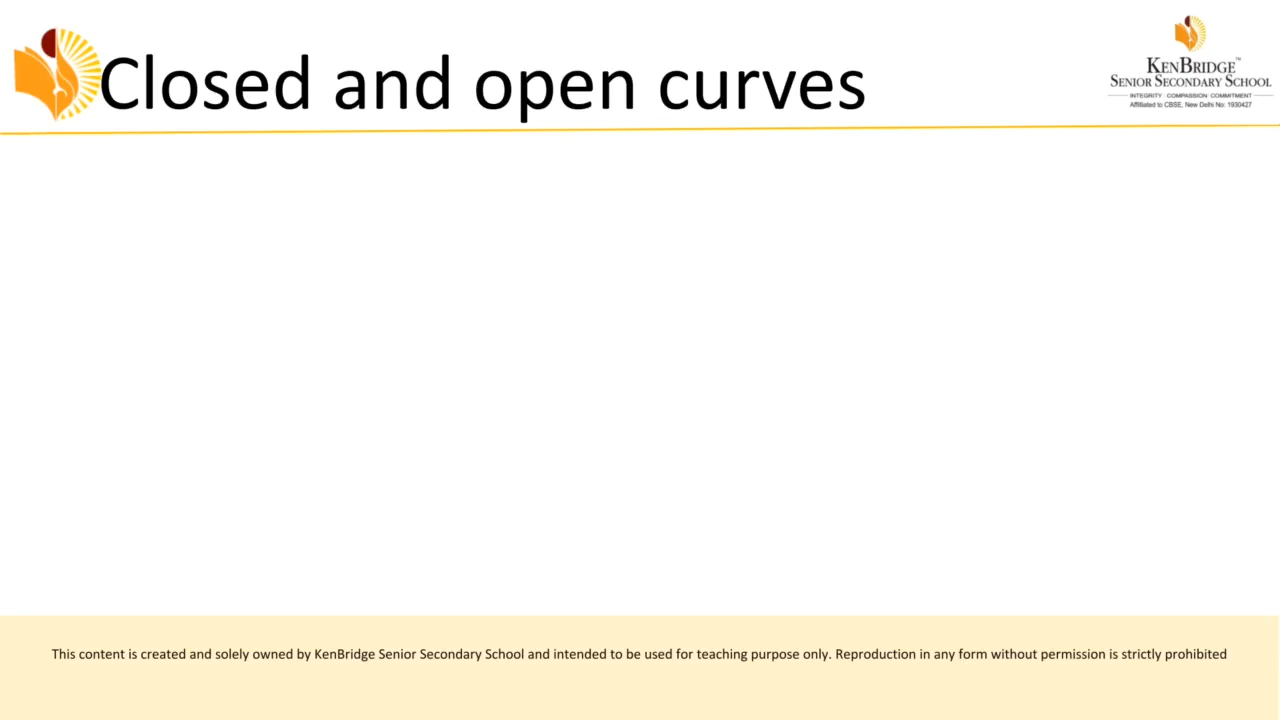 Closed and open curves
KENBRIDGE™
SENIOR SECONDARY SCHOOL
INTEGRITY COMPASSION COMMITMENT
Affiliated to CBSE, New Delhi No: 1930427
This content is created and solely owned by KenBridge Senior Secondary School and intended to be used for teaching purpose only. Reproduction in any form without permission is strictly prohibited